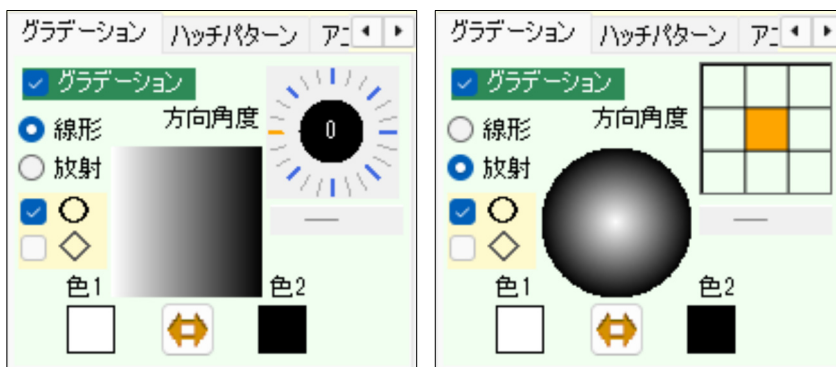 グラデーション ハッチパターン アニ
グラデーション
線形 方向角度 0
放射
色1 色2
グラデーション ハッチパターン アニ
グラデーション
線形 方向角度
放射
色1 色2